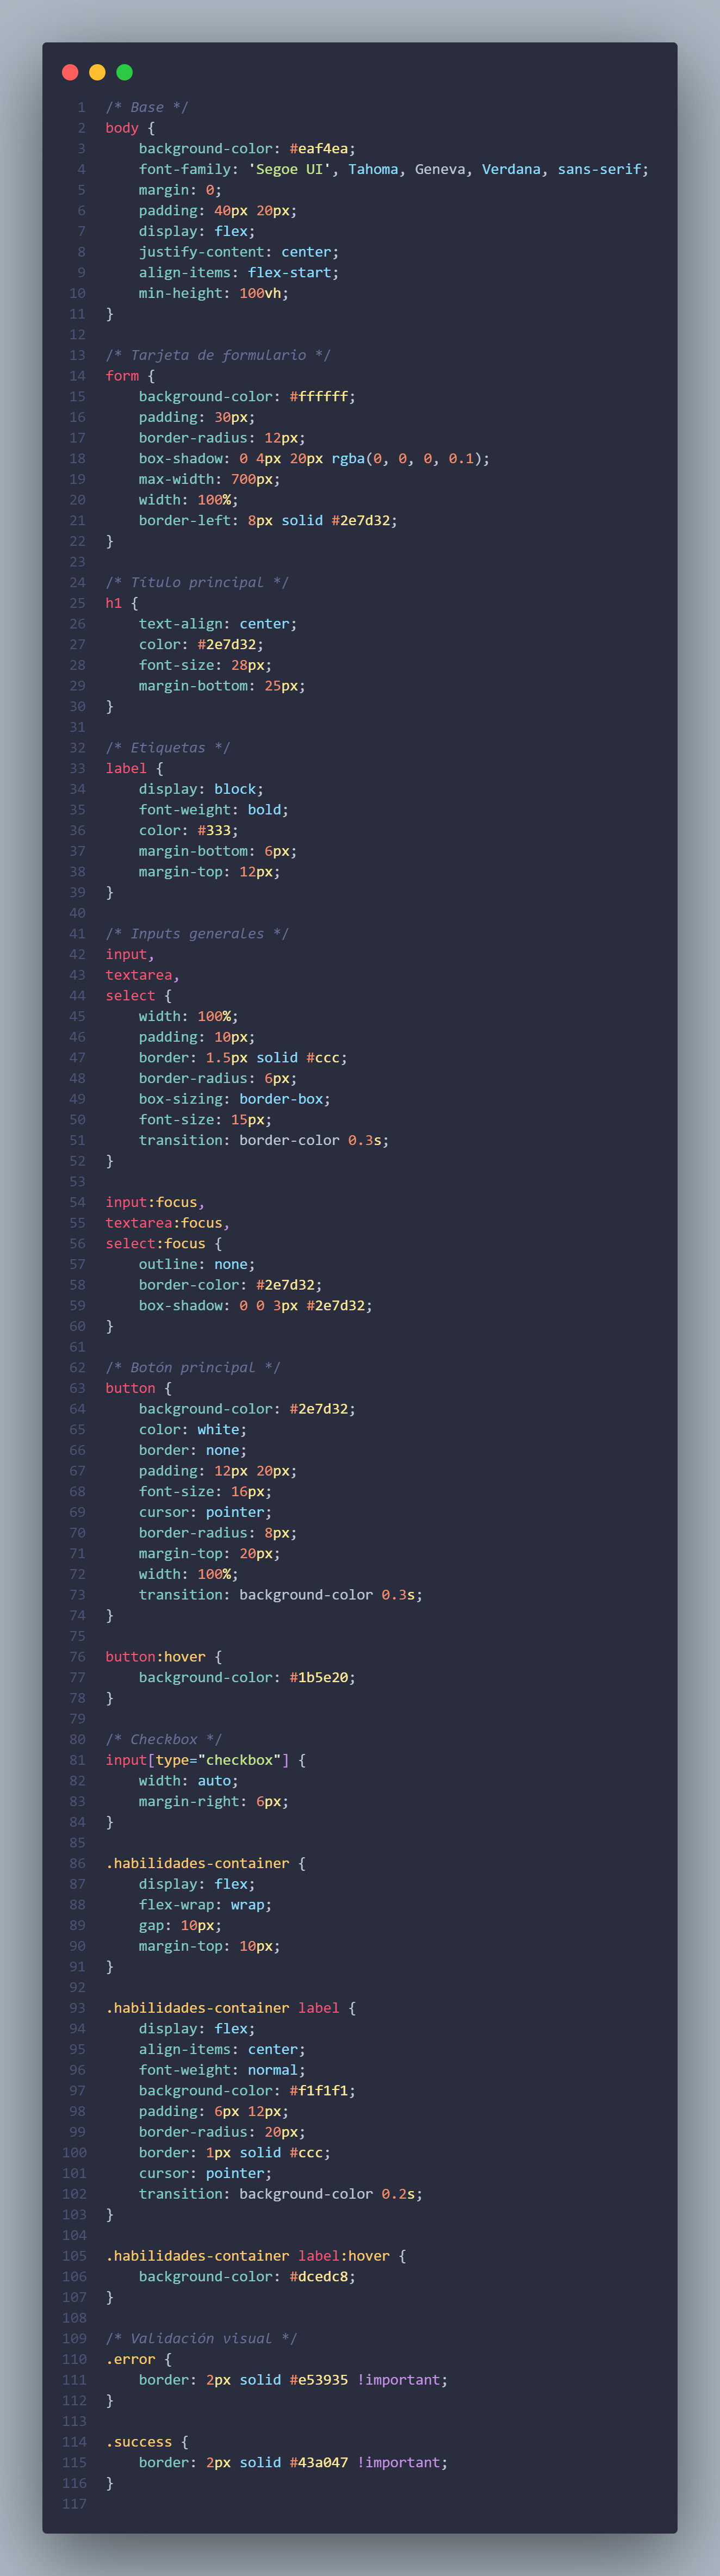 1 /* Base */
2 body {
3     background-color: #eaf4ea;
4     font-family: 'Segoe UI', Tahoma, Geneva, Verdana, sans-serif;
5     margin: 0;
6     padding: 40px 20px;
7     display: flex;
8     justify-content: center;
9     align-items: flex-start;
10     min-height: 100vh;
11 }
12
13 /* Tarjeta de formulario */
14 form {
15     background-color: #ffffff;
16     padding: 30px;
17     border-radius: 12px;
18     box-shadow: 0 4px 20px rgba(0, 0, 0, 0.1);
19     max-width: 700px;
20     width: 100%;
21     border-left: 8px solid #2e7d32;
22 }
23
24 /* Título principal */
25 h1 {
26     text-align: center;
27     color: #2e7d32;
28     font-size: 28px;
29     margin-bottom: 25px;
30 }
31
32 /* Etiquetas */
33 label {
34     display: block;
35     font-weight: bold;
36     color: #333;
37     margin-bottom: 6px;
38     margin-top: 12px;
39 }
40
41 /* Inputs generales */
42 input,
43 textarea,
44 select {
45     width: 100%;
46     padding: 10px;
47     border: 1.5px solid #ccc;
48     border-radius: 6px;
49     box-sizing: border-box;
50     font-size: 15px;
51     transition: border-color 0.3s;
52 }
53
54 input:focus,
55 textarea:focus,
56 select:focus {
57     outline: none;
58     border-color: #2e7d32;
59     box-shadow: 0 0 3px #2e7d32;
60 }
61
62 /* Botón principal */
63 button {
64     background-color: #2e7d32;
65     color: white;
66     border: none;
67     padding: 12px 20px;
68     font-size: 16px;
69     cursor: pointer;
70     border-radius: 8px;
71     margin-top: 20px;
72     width: 100%;
73     transition: background-color 0.3s;
74 }
75
76 button:hover {
77     background-color: #1b5e20;
78 }
79
80 /* Checkbox */
81 input[type="checkbox"] {
82     width: auto;
83     margin-right: 6px;
84 }
85
86 .habilidades-container {
87     display: flex;
88     flex-wrap: wrap;
89     gap: 10px;
90     margin-top: 10px;
91 }
92
93 .habilidades-container label {
94     display: flex;
95     align-items: center;
96     font-weight: normal;
97     background-color: #f1f1f1;
98     padding: 6px 12px;
99     border-radius: 20px;
100     border: 1px solid #ccc;
101     cursor: pointer;
102     transition: background-color 0.2s;
103 }
104
105 .habilidades-container label:hover {
106     background-color: #dcedc8;
107 }
108
109 /* Validación visual */
110 .error {
111     border: 2px solid #e53935 !important;
112 }
113
114 .success {
115     border: 2px solid #43a047 !important;
116 }
117